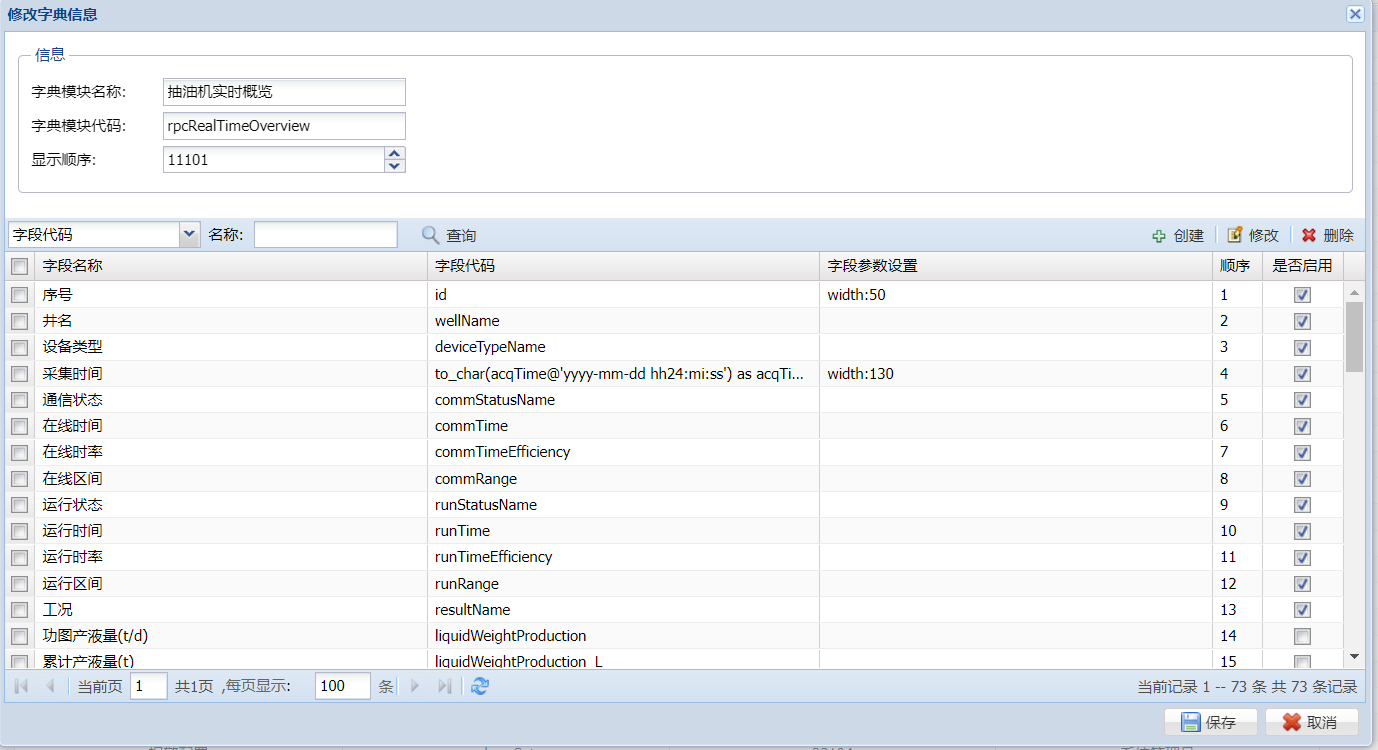 修改字典信息
信息
字典模块名称: 抽油机实时概览
字典模块代码: rpcRealTimeOverview
显示顺序: 11101
字段代码 名称: 查询 创建 修改 删除
字段名称 字段代码 字段参数设置 顺序 是否启用
序号 id width:50 1
井名 wellName 2
设备类型 deviceTypeName 3
采集时间 to_char(acqTime@'yyyy-mm-dd hh24:mi:ss') as acqTi... width:130 4
通信状态 commStatusName 5
在线时间 commTime 6
在线时率 commTimeEfficiency 7
在线区间 commRange 8
运行状态 runStatusName 9
运行时间 runTime 10
运行时率 runTimeEfficiency 11
运行区间 runRange 12
工况 resultName 13
功图产液量(t/d) liquidWeightProduction 14
累计产液量(t) liquidWeightProduction_L 15
当前页 1 共1页 ,每页显示: 100 条 当前记录 1 -- 73 条 共 73 条记录
保存 取消